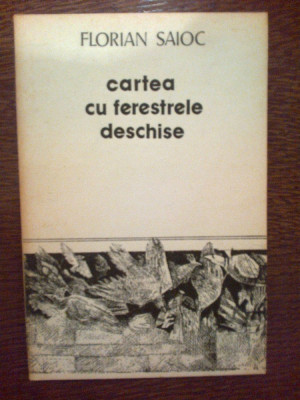 FLORIAN SAIOC
cartea
cu ferestrele
deschise